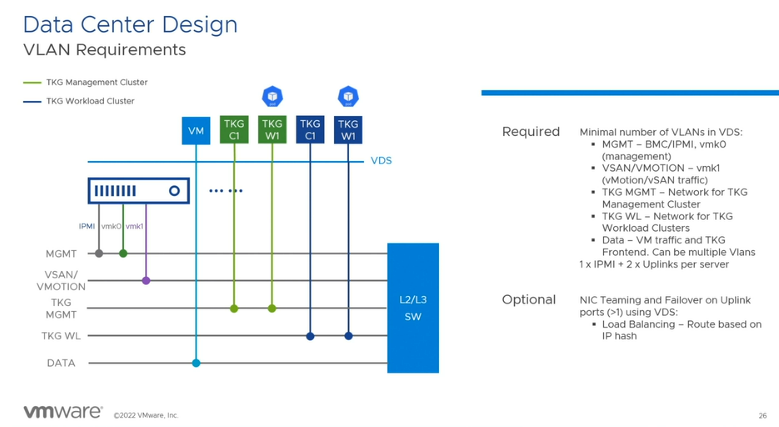 Data Center Design
VLAN Requirements
TKG Management Cluster
TKG Workload Cluster
VM
TKG
C1
TKG
W1
TKG
C1
TKG
W1
VDS
IPMI
vmk0
vmk1
MGMT
VSAN/
VMOTION
TKG
MGMT
TKG WL
DATA
L2/L3
SW
Required
Minimal number of VLANs in VDS:
▪ MGMT – BMC/IPMI, vmk0
(management)
▪ VSAN/VMOTION – vmk1
(vMotion/vSAN traffic)
▪ TKG MGMT – Network for TKG
Management Cluster
▪ TKG WL – Network for TKG
Workload Clusters
▪ Data – VM traffic and TKG
Frontend. Can be multiple Vlans
1 x IPMI + 2 x Uplinks per server
Optional
NIC Teaming and Failover on Uplink
ports (>1) using VDS:
▪ Load Balancing – Route based on
IP hash
vmware®
©2022 VMware, Inc.
26